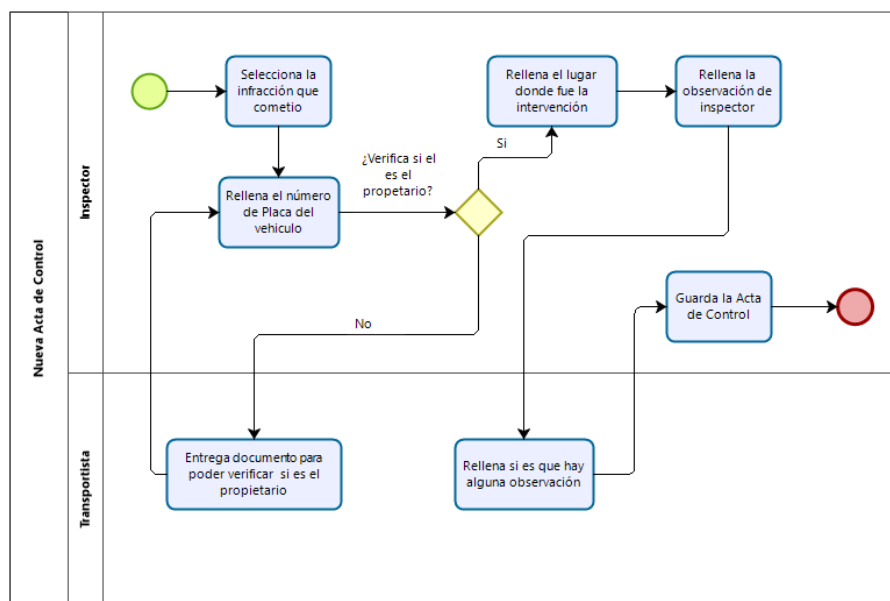 Nueva Acta de Control
Inspector
Selecciona la
infracción que
cometio
Rellena el lugar
donde fue la
intervención
Rellena la
observación de
inspector
Si
¿Verifica si el
es el
propetario?
Rellena el número
de Placa del
vehiculo
Guarda la Acta
de Control
No
Transportista
Entrega documento para
poder verificar si es el
propietario
Rellena si es que hay
alguna observación